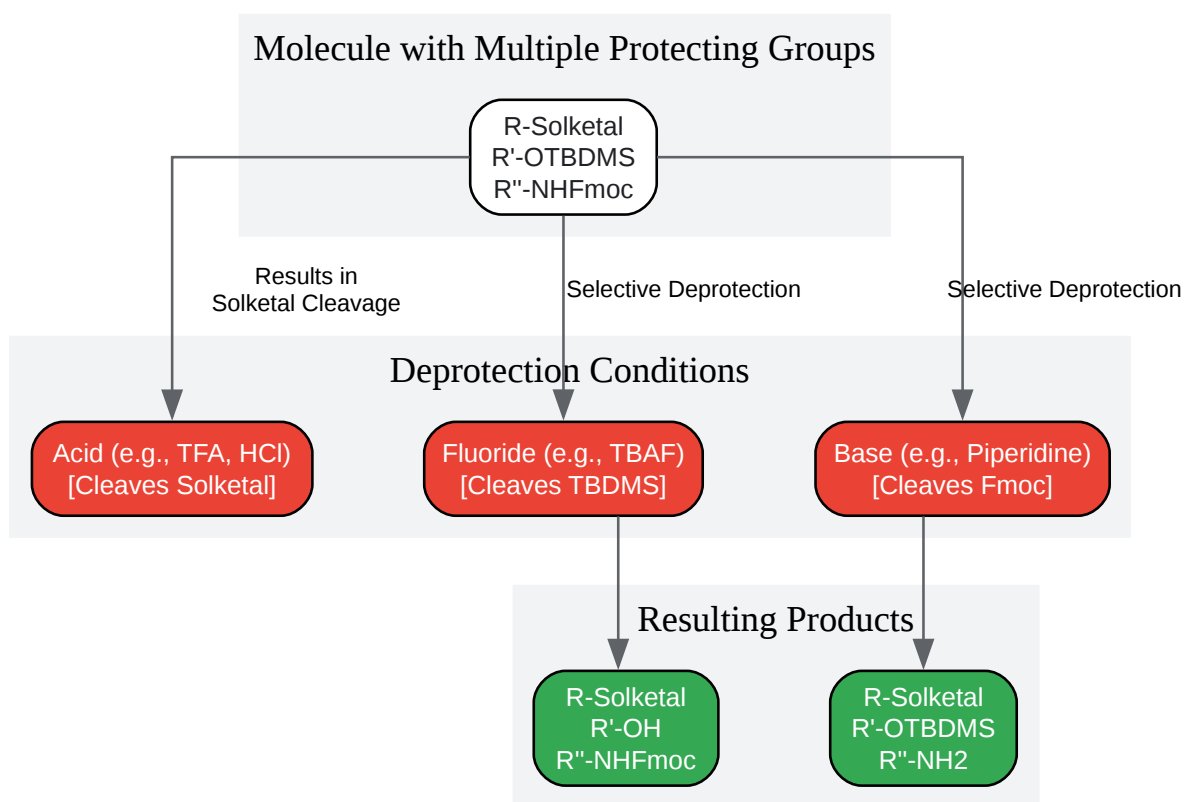 Molecule with Multiple Protecting Groups
R-Solketal
R'-OTBDMS
R''-NHFmoc
Results in
Solketal Cleavage
Selective Deprotection
Selective Deprotection
Deprotection Conditions
Acid (e.g., TFA, HCl)
[Cleaves Solketal]
Fluoride (e.g., TBAF)
[Cleaves TBDMS]
Base (e.g., Piperidine)
[Cleaves Fmoc]
Resulting Products
R-Solketal
R'-OH
R''-NHFmoc
R-Solketal
R'-OTBDMS
R''-NH2